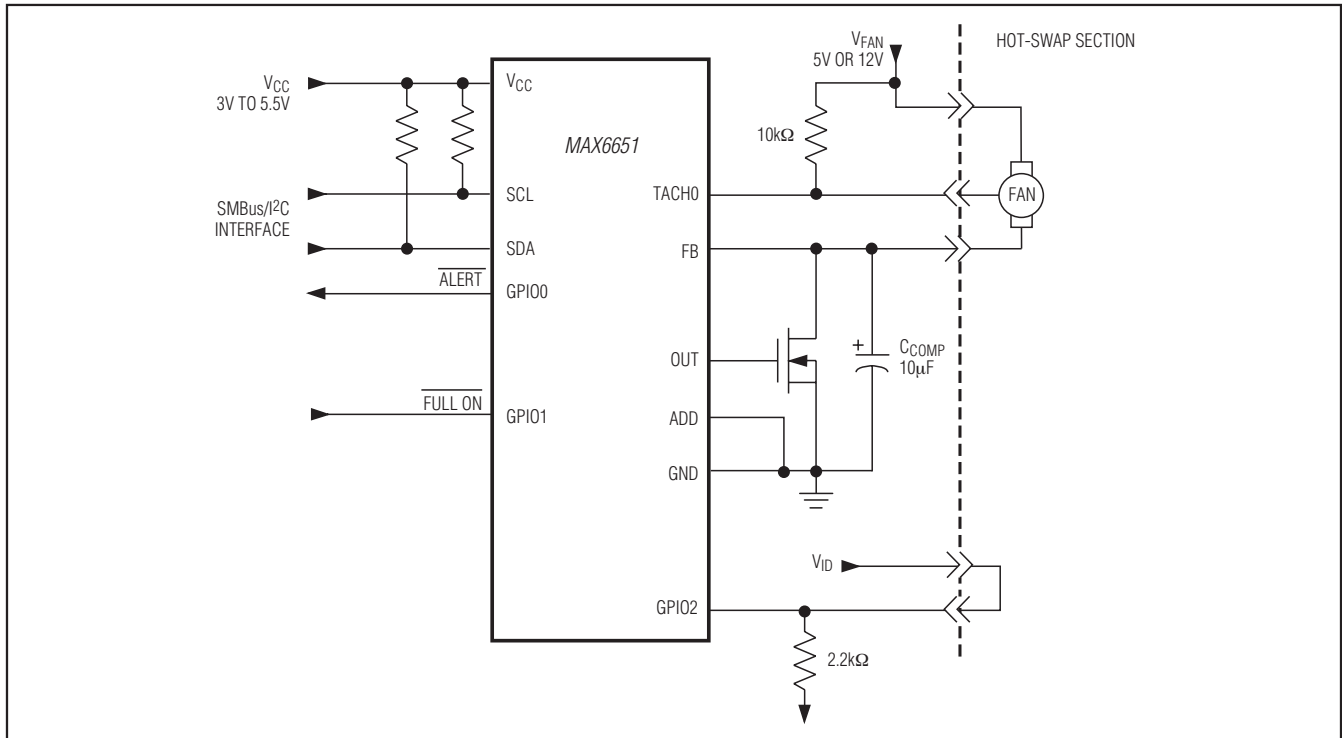 VFAN
5V OR 12V
HOT-SWAP SECTION
VCC
3V TO 5.5V
VCC
10kΩ
MAX6651
SCL
TACH0
FAN
SMBus/I2C
INTERFACE
SDA
FB
ALERT
GPIO0
OUT
+
CCOMP
10μF
FULL ON
GPIO1
ADD
GND
VID
GPIO2
2.2kΩ